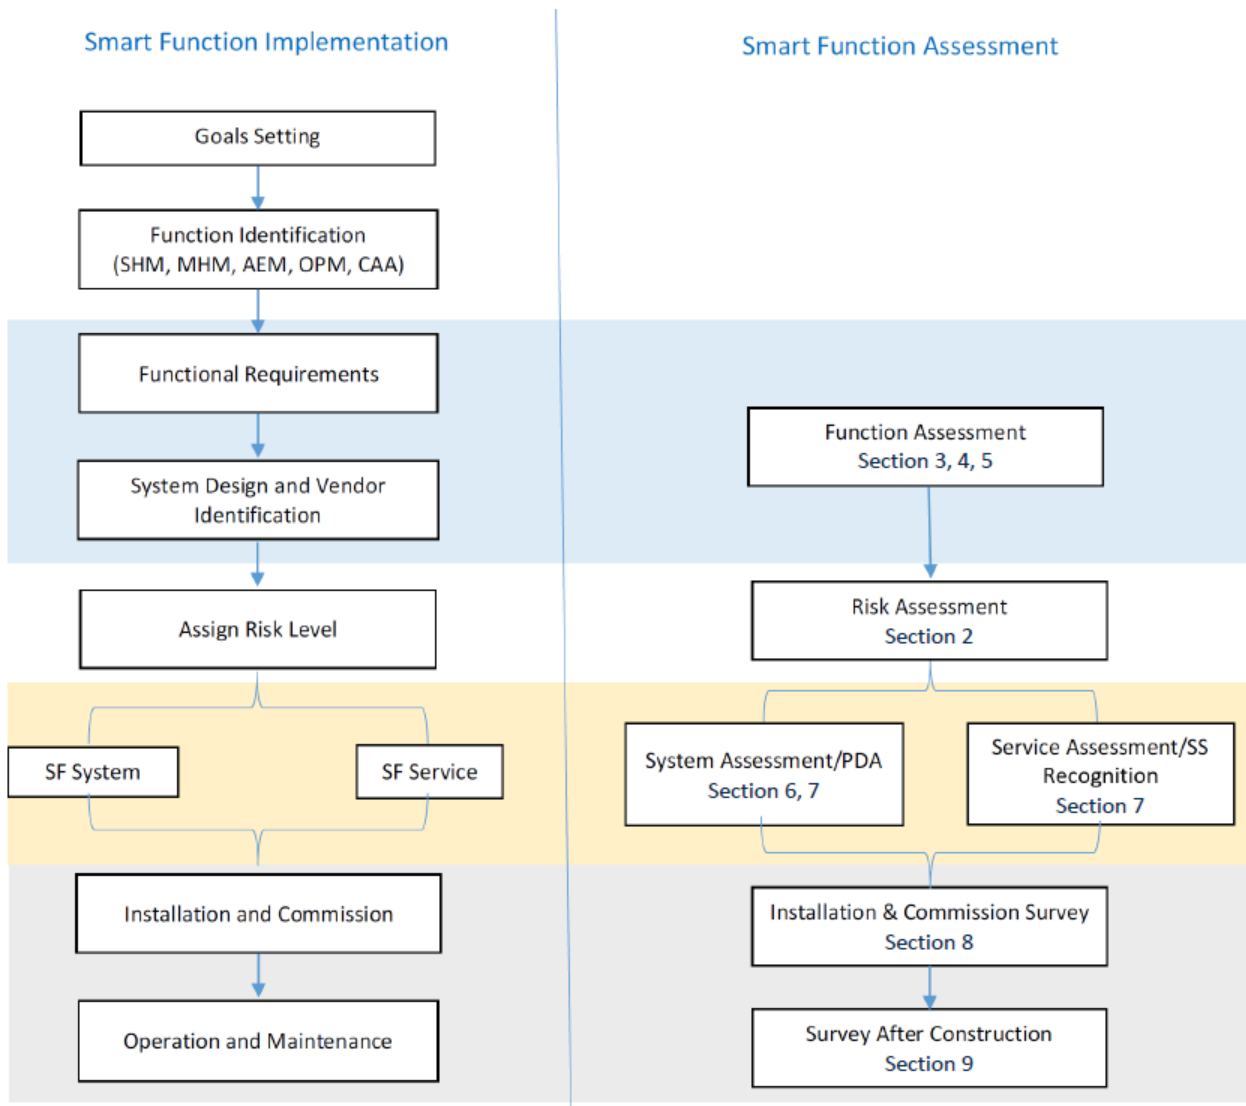 Smart Function Implementation
Goals Setting
Function Identification
(SHM, MHM, AEM, OPM, CAA)
Functional Requirements
System Design and Vendor
Identification
Assign Risk Level
SF System
SF Service
Installation and Commission
Operation and Maintenance
Smart Function Assessment
Function Assessment
Section 3, 4, 5
Risk Assessment
Section 2
System Assessment/PDA
Section 6, 7
Service Assessment/SS
Recognition
Section 7
Installation & Commission Survey
Section 8
Survey After Construction
Section 9